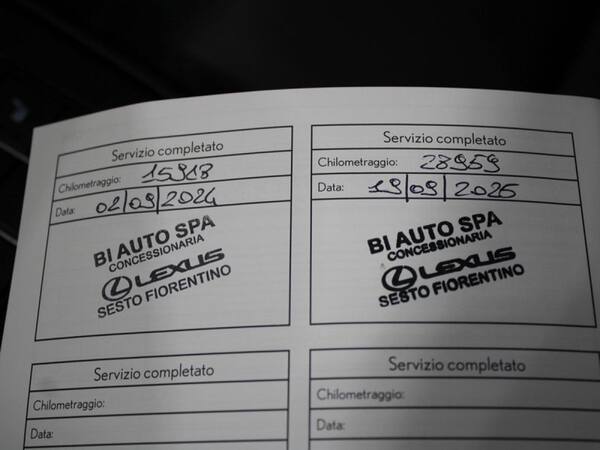 Servizio completato
Chilometraggio: 15913
Data: 02/09/2024
BI AUTO SPA
CONCESSIONARIA
LEXUS
SESTO FIORENTINO
Servizio completato
Chilometraggio: 28959
Data: 19/09/2025
BI AUTO SPA
CONCESSIONARIA
LEXUS
SESTO FIORENTINO
Servizio completato
Chilometraggio:
Data:
Servizio completato
Chilometraggio:
Data: